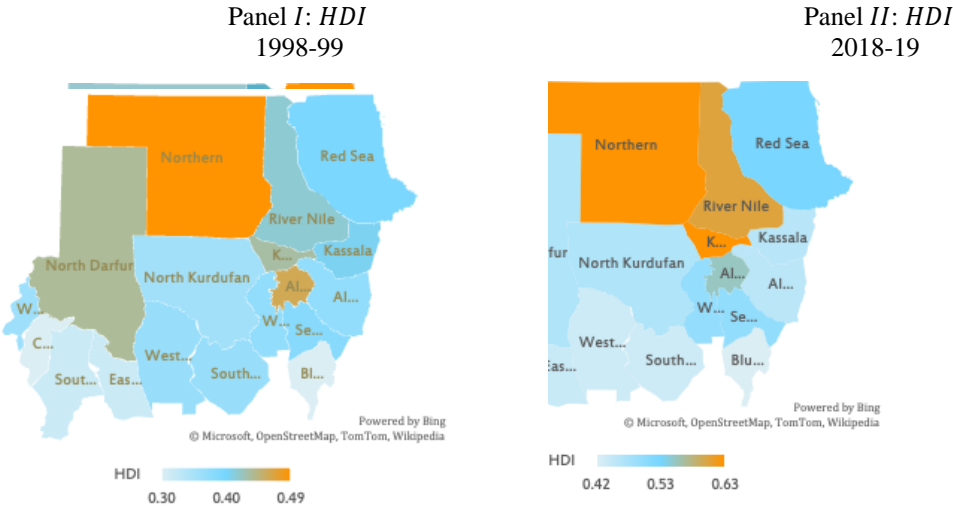 Panel I: HDI
1998-99
Panel II: HDI
2018-19
Northern
Red Sea
River Nile
K...
Kassala
North Darfur
North Kurdufan
Al...
Al...
W...
W...
Se...
C...
West...
Sout...
Eas...
South...
Bl...
Powered by Bing
© Microsoft, OpenStreetMap, TomTom, Wikipedia
HDI
0.30 0.40 0.49
Northern
Red Sea
River Nile
K...
Kassala
fur
North Kurdufan
Al...
Al...
W...
Se...
West...
Eas...
South...
Blu...
Powered by Bing
© Microsoft, OpenStreetMap, TomTom, Wikipedia
HDI
0.42 0.53 0.63